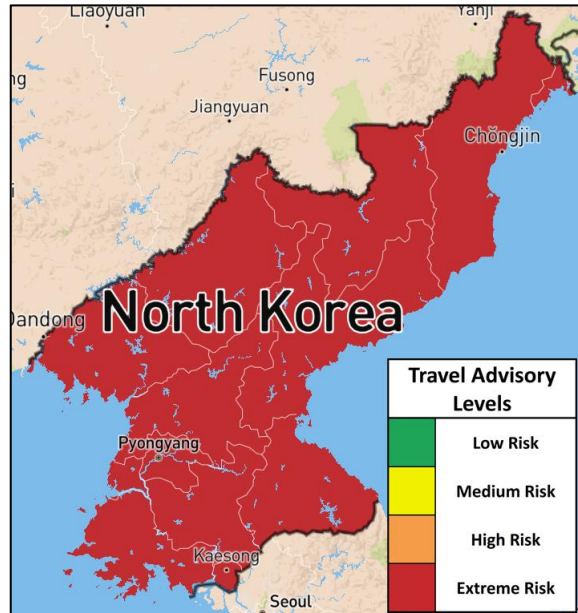 Liaoyuan
Yanji
Fusong
Jiangyuan
Chŏngjin
North Korea
Dandong
Pyongyang
Kaesong
Seoul
Travel Advisory
Levels
Low Risk
Medium Risk
High Risk
Extreme Risk